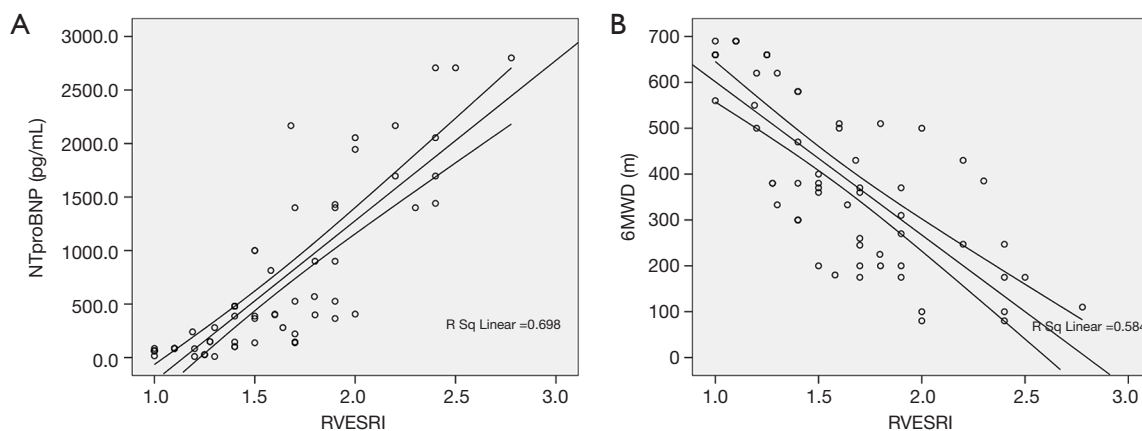 A
NTproBNP (pg/mL)
3000.0
2500.0
2000.0
1500.0
1000.0
500.0
0.0
R Sq Linear =0.698
1.0 1.5 2.0 2.5 3.0
RVESRI
B
6MWD (m)
700
600
500
400
300
200
100
0
R Sq Linear =0.584
1.0 1.5 2.0 2.5 3.0
RVESRI